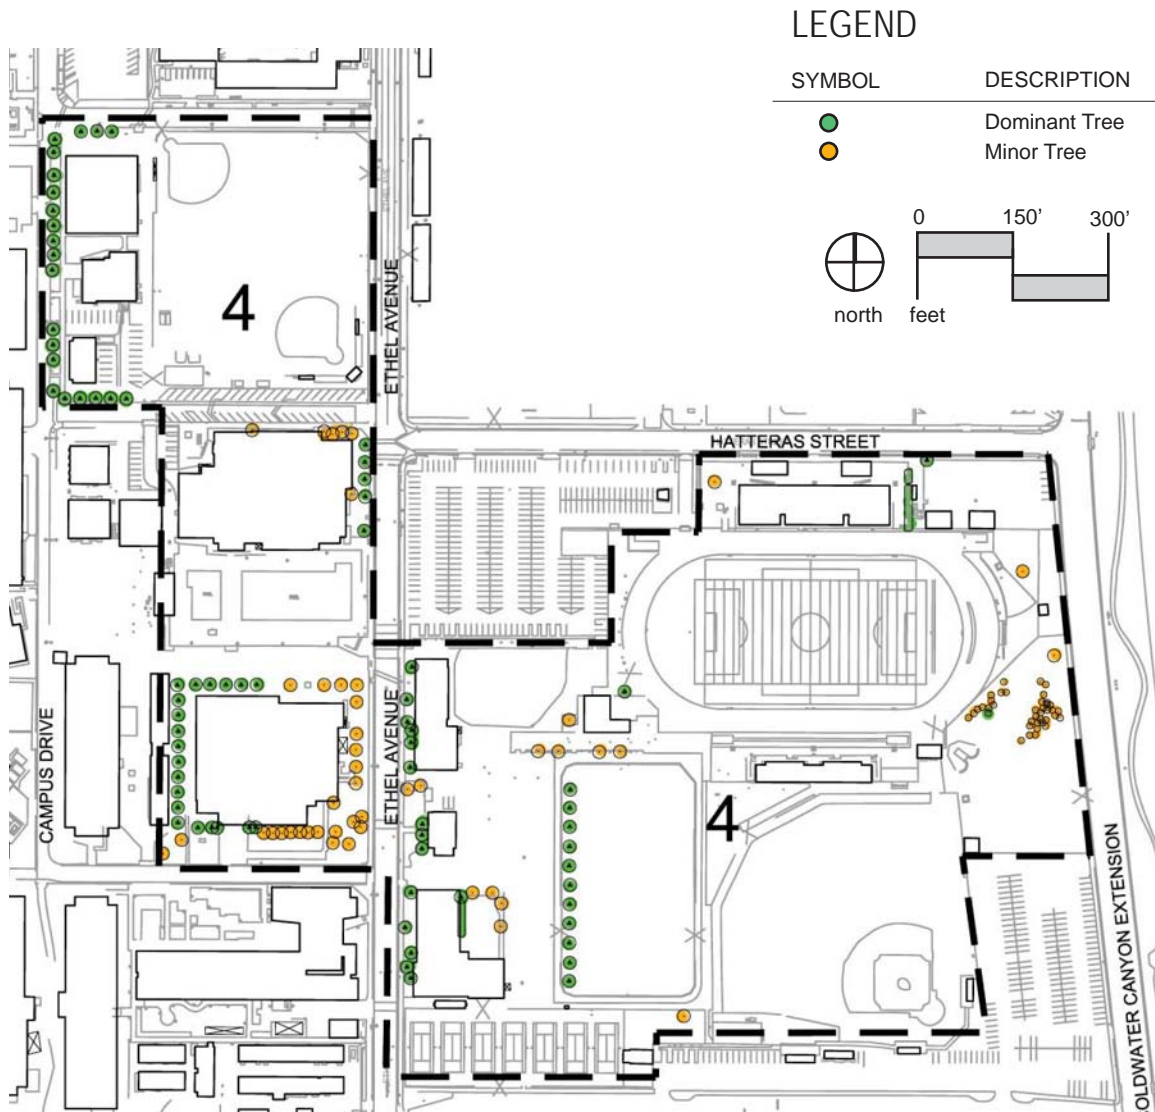 LEGEND
SYMBOL DESCRIPTION
Dominant Tree
Minor Tree
0 150' 300'
north feet
4
ETHEL AVENUE
HATTERAS STREET
CAMPUS DRIVE
ETHEL AVENUE
4
OLDWATER CANYON EXTENSION